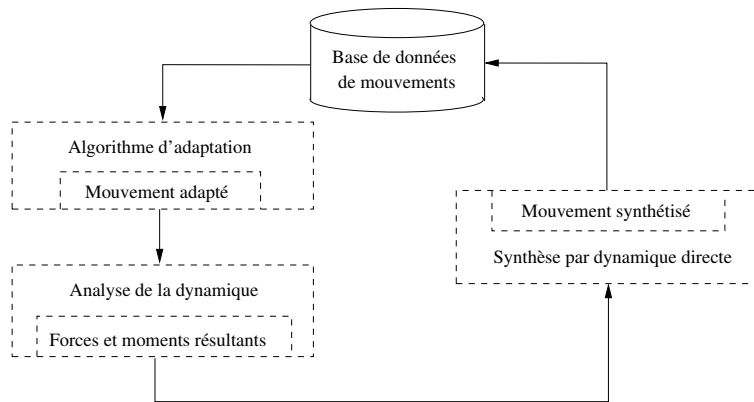 Base de données
de mouvements
Algorithme d'adaptation
Mouvement adapté
Analyse de la dynamique
Forces et moments résultants
Mouvement synthétisé
Synthèse par dynamique directe